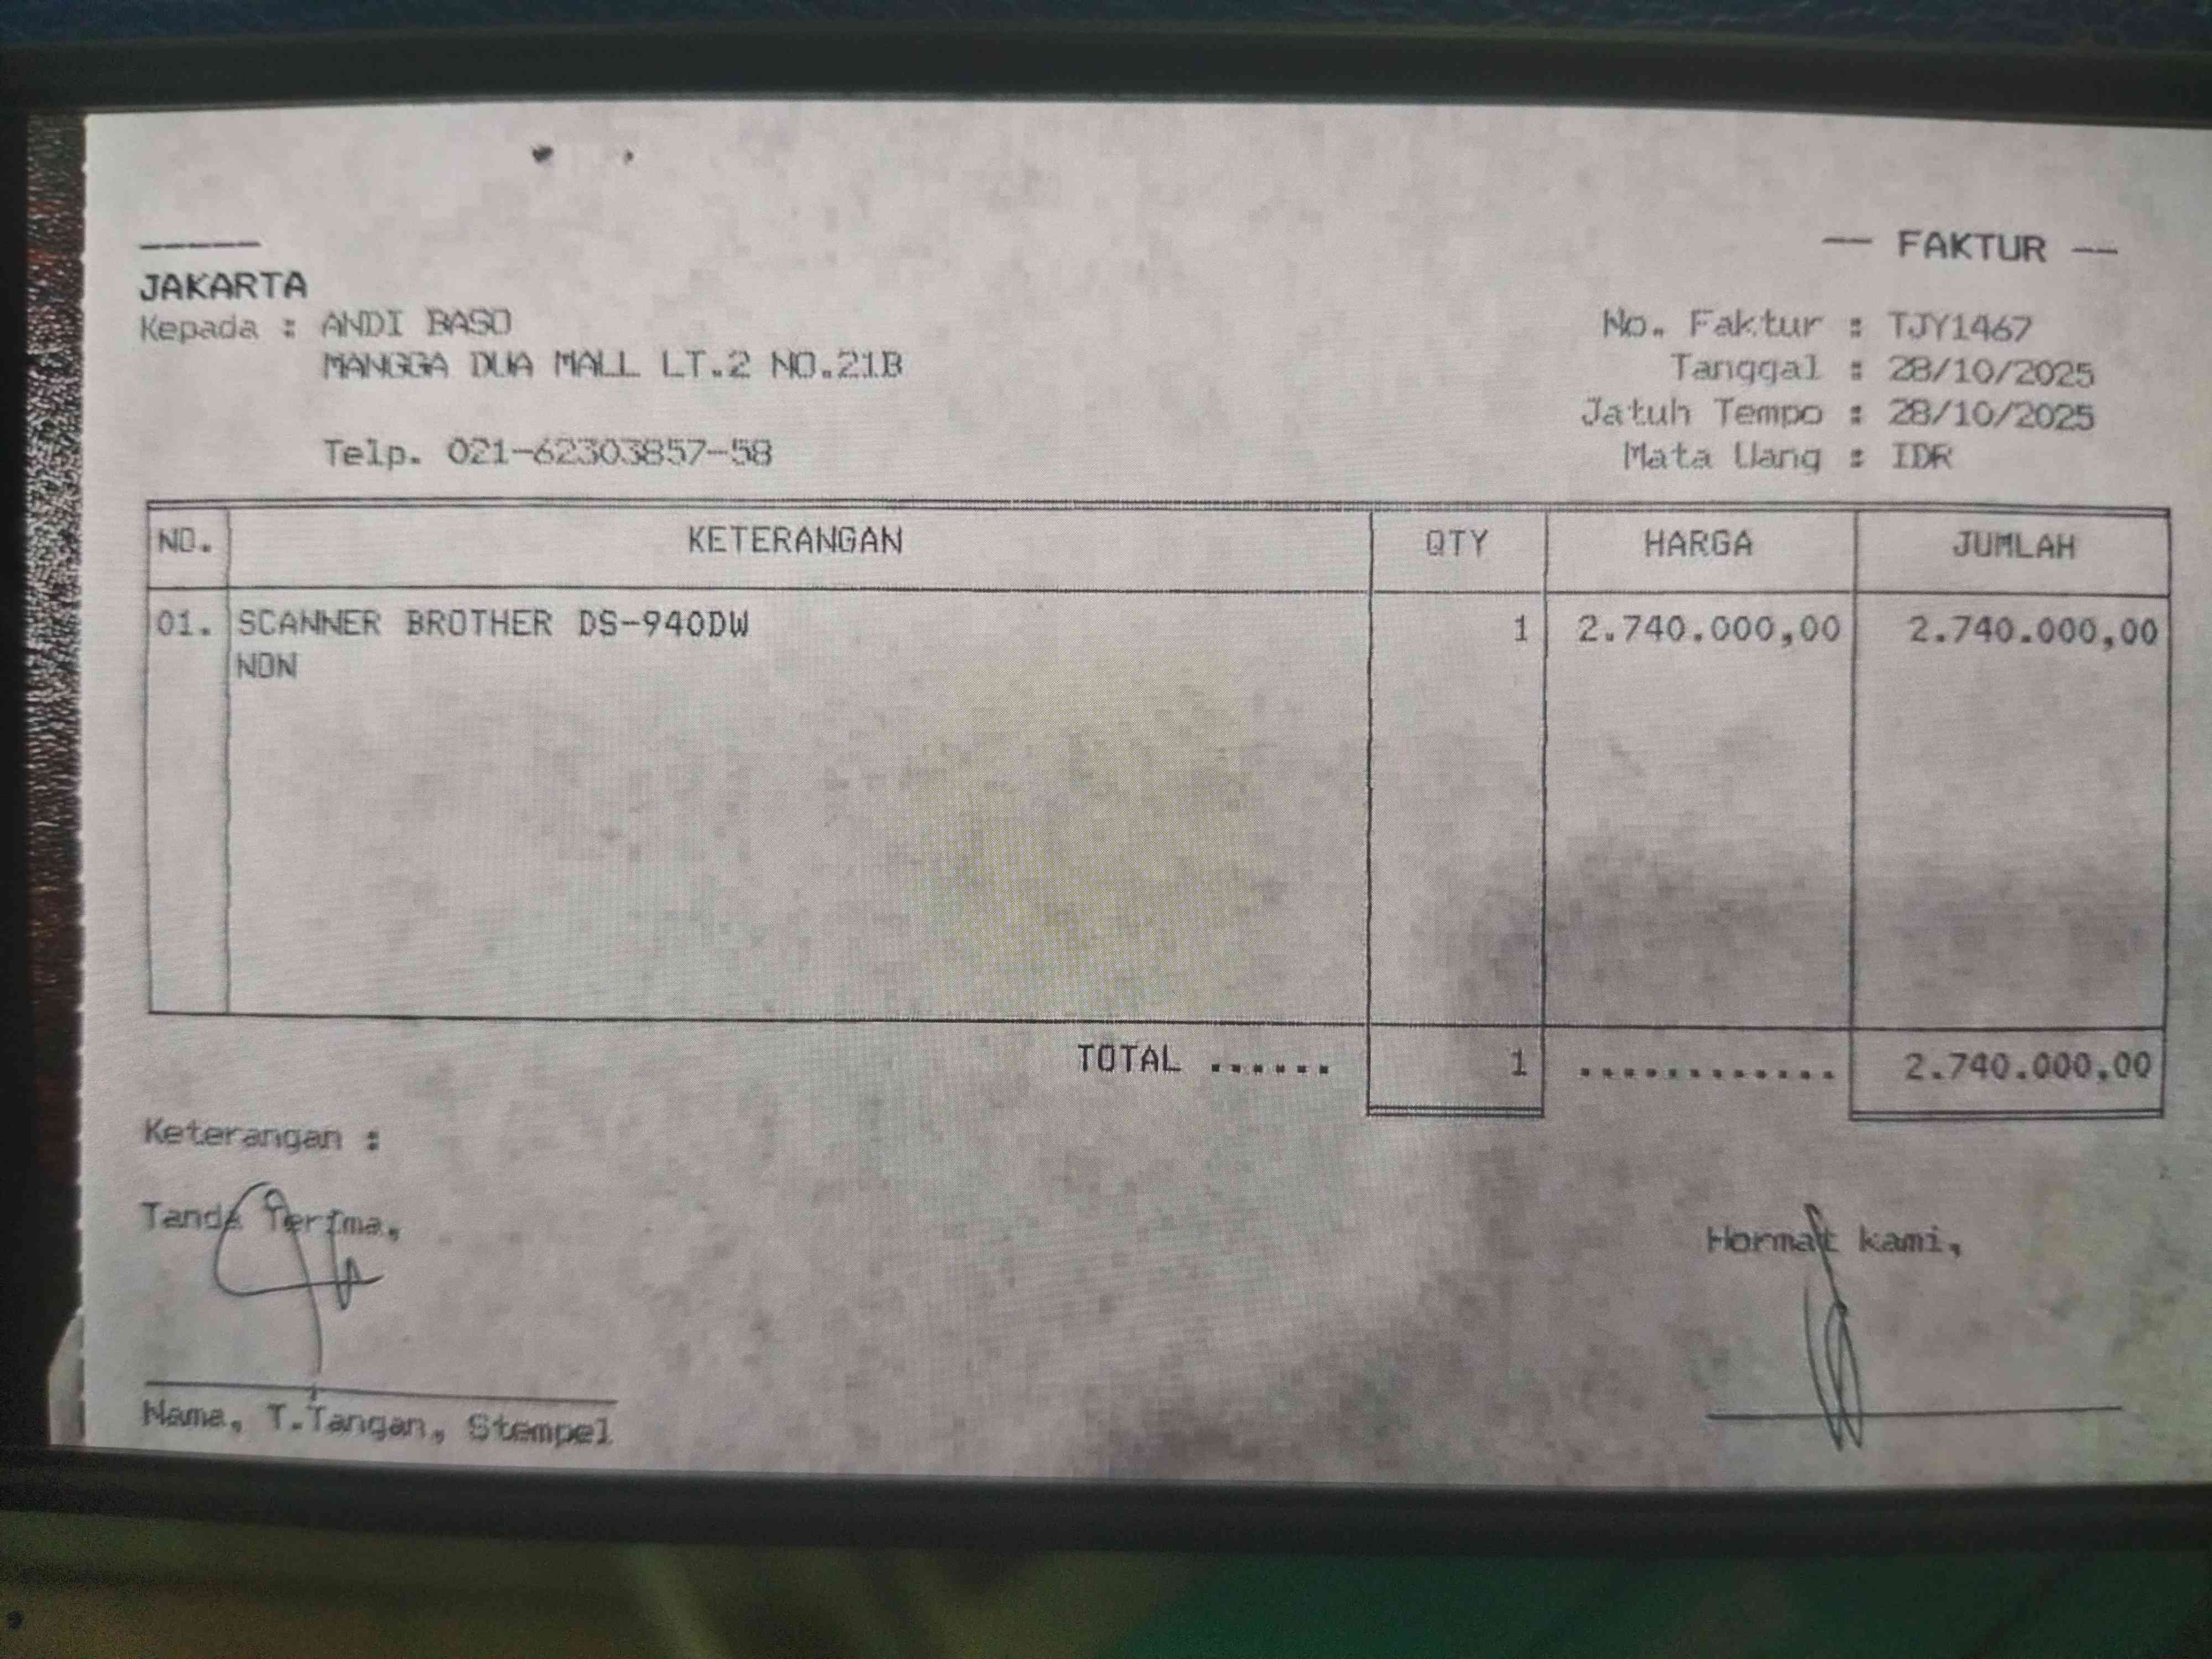 -----
JAKARTA
Kepada : ANDI BASO
MANGGA DUA MALL LT.2 NO.21B
Telp. 021-62303857-58
-- FAKTUR --
No. Faktur : TJY1467
Tanggal : 28/10/2025
Jatuh Tempo : 28/10/2025
Mata Uang : IDR
NO. KETERANGAN QTY HARGA JUMLAH
01. SCANNER BROTHER DS-940DW 1 2.740.000,00 2.740.000,00
NON
TOTAL ...... 1 ............ 2.740.000,00
Keterangan :
Tanda Terima,
Hormat kami,
Nama, T.Tangan, Stempel